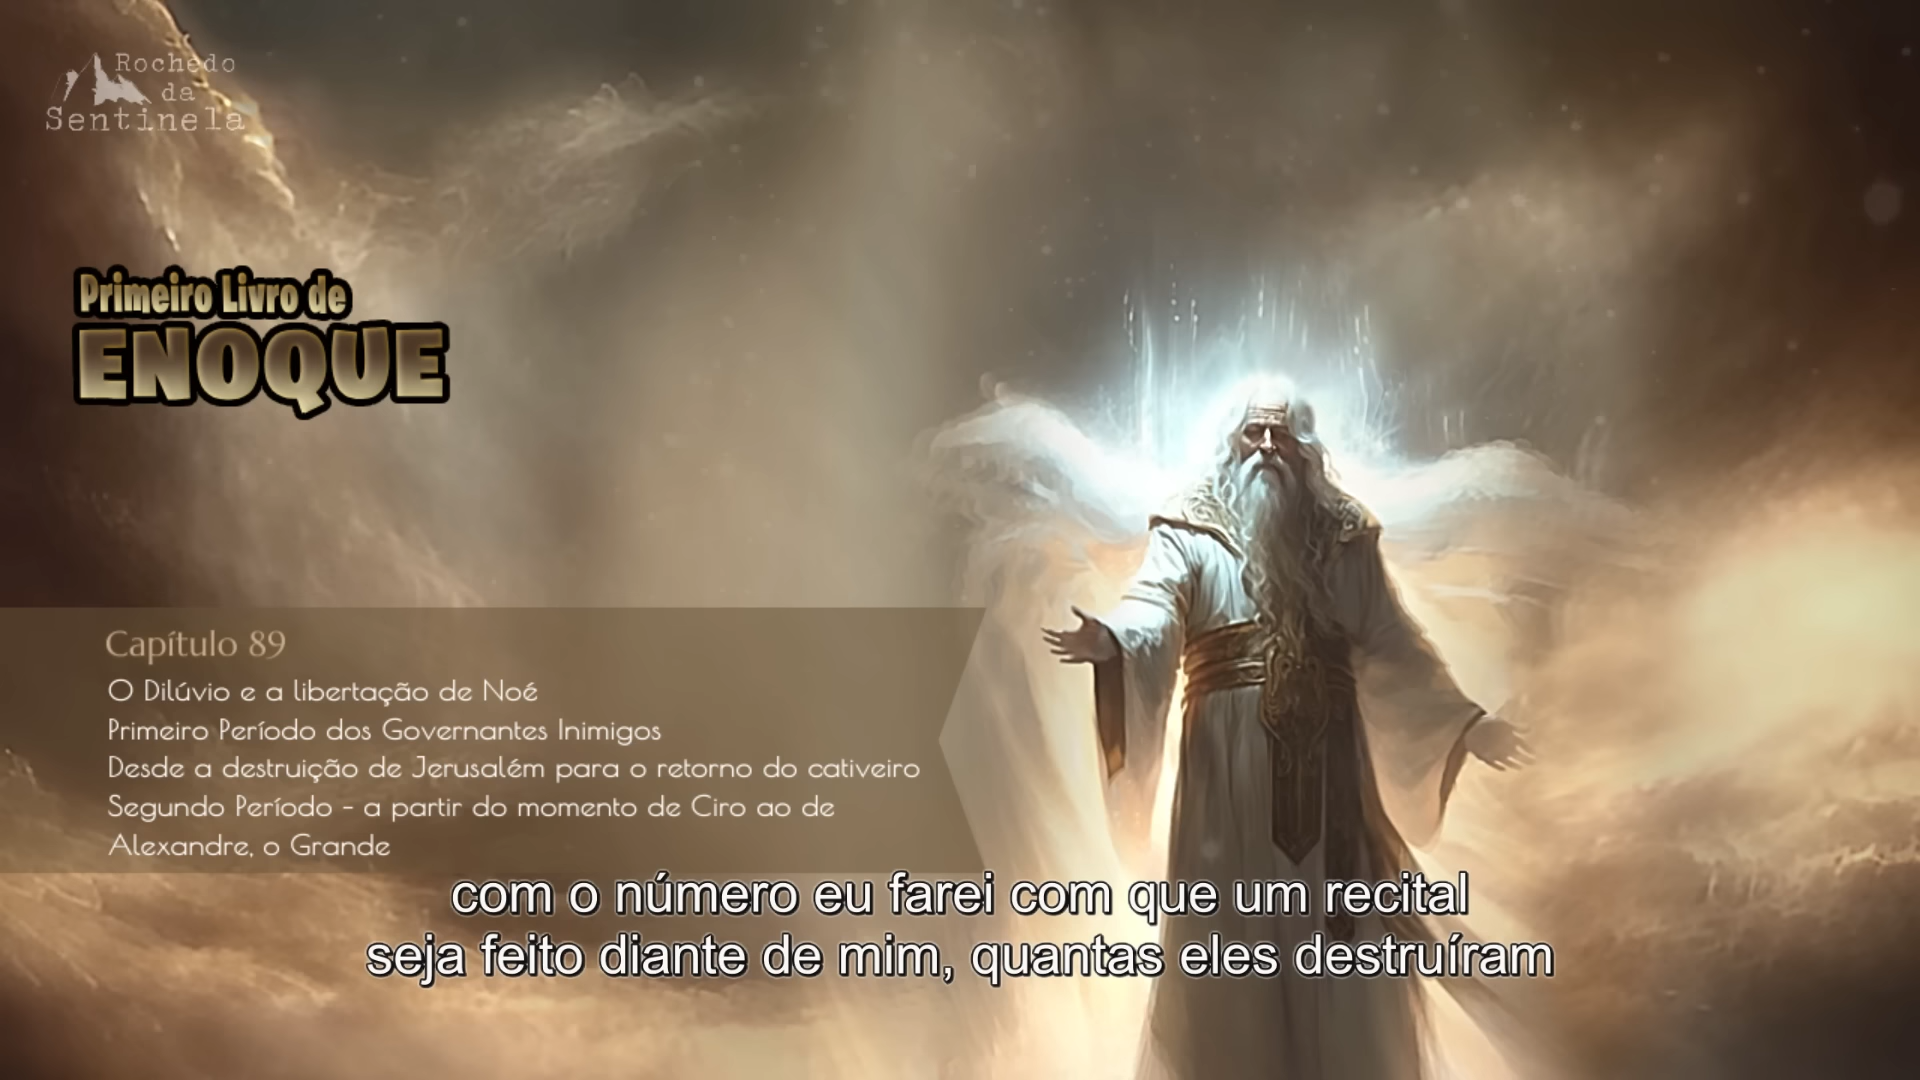 Rochedo
da
Sentinela
Primeiro Livro de
ENOQUE
Capítulo 89
O Dilúvio e a libertação de Noé
Primeiro Período dos Governantes Inimigos
Desde a destruição de Jerusalém para o retorno do cativeiro
Segundo Período – a partir do momento de Ciro ao de
Alexandre, o Grande
com o número eu farei com que um recital
seja feito diante de mim, quantas eles destruíram